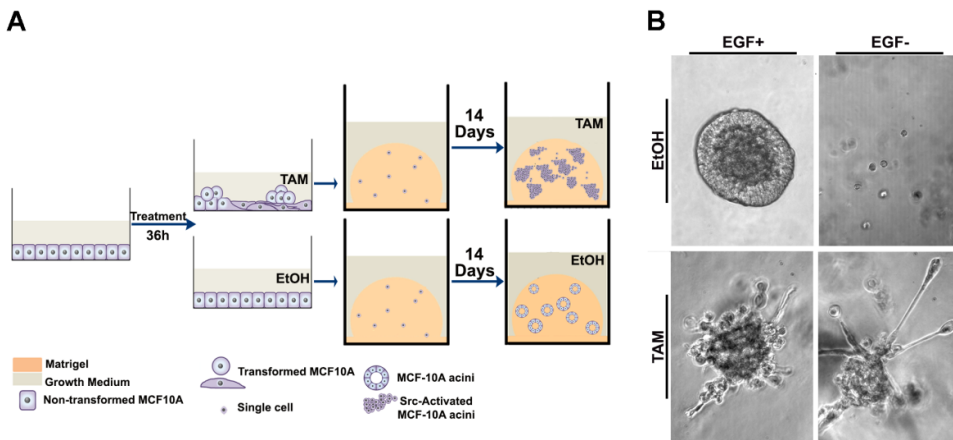 A
Treatment
36h
TAM
EtOH
14
Days
TAM
14
Days
EtOH
Matrigel
Growth Medium
Non-transformed MCF10A
Transformed MCF10A
Single cell
MCF-10A acini
Src-Activated
MCF-10A acini
B
EGF+
EGF-
EtOH
TAM